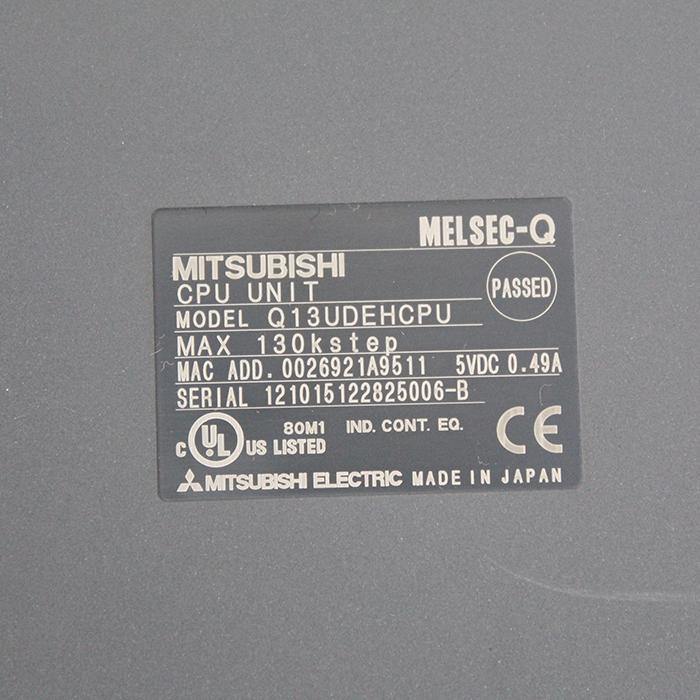 MELSEC-Q
MITSUBISHI
CPU UNIT
PASSED
MODEL Q13UDEHCPU
MAX 130kstep
MAC ADD. 0026921A9511 5VDC 0.49A
SERIAL 121015122825006-B
80M1 IND. CONT. EQ.
C UL US LISTED
CE
MITSUBISHI ELECTRIC MADE IN JAPAN